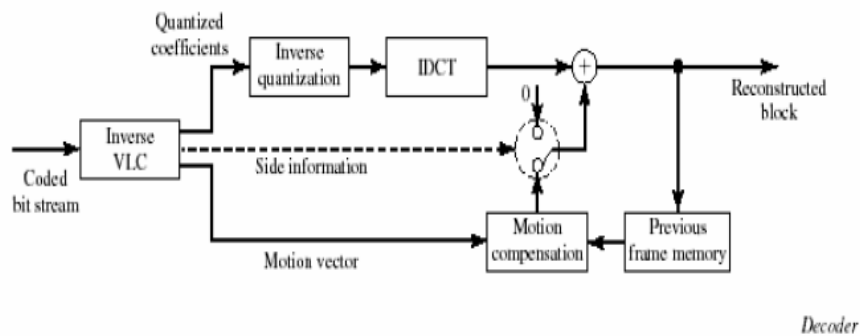 Quantized
coefficients
Inverse
quantization
IDCT
+
0
Reconstructed
block
Inverse
VLC
Coded
bit stream
Side information
Motion vector
Motion
compensation
Previous
frame memory
Decoder